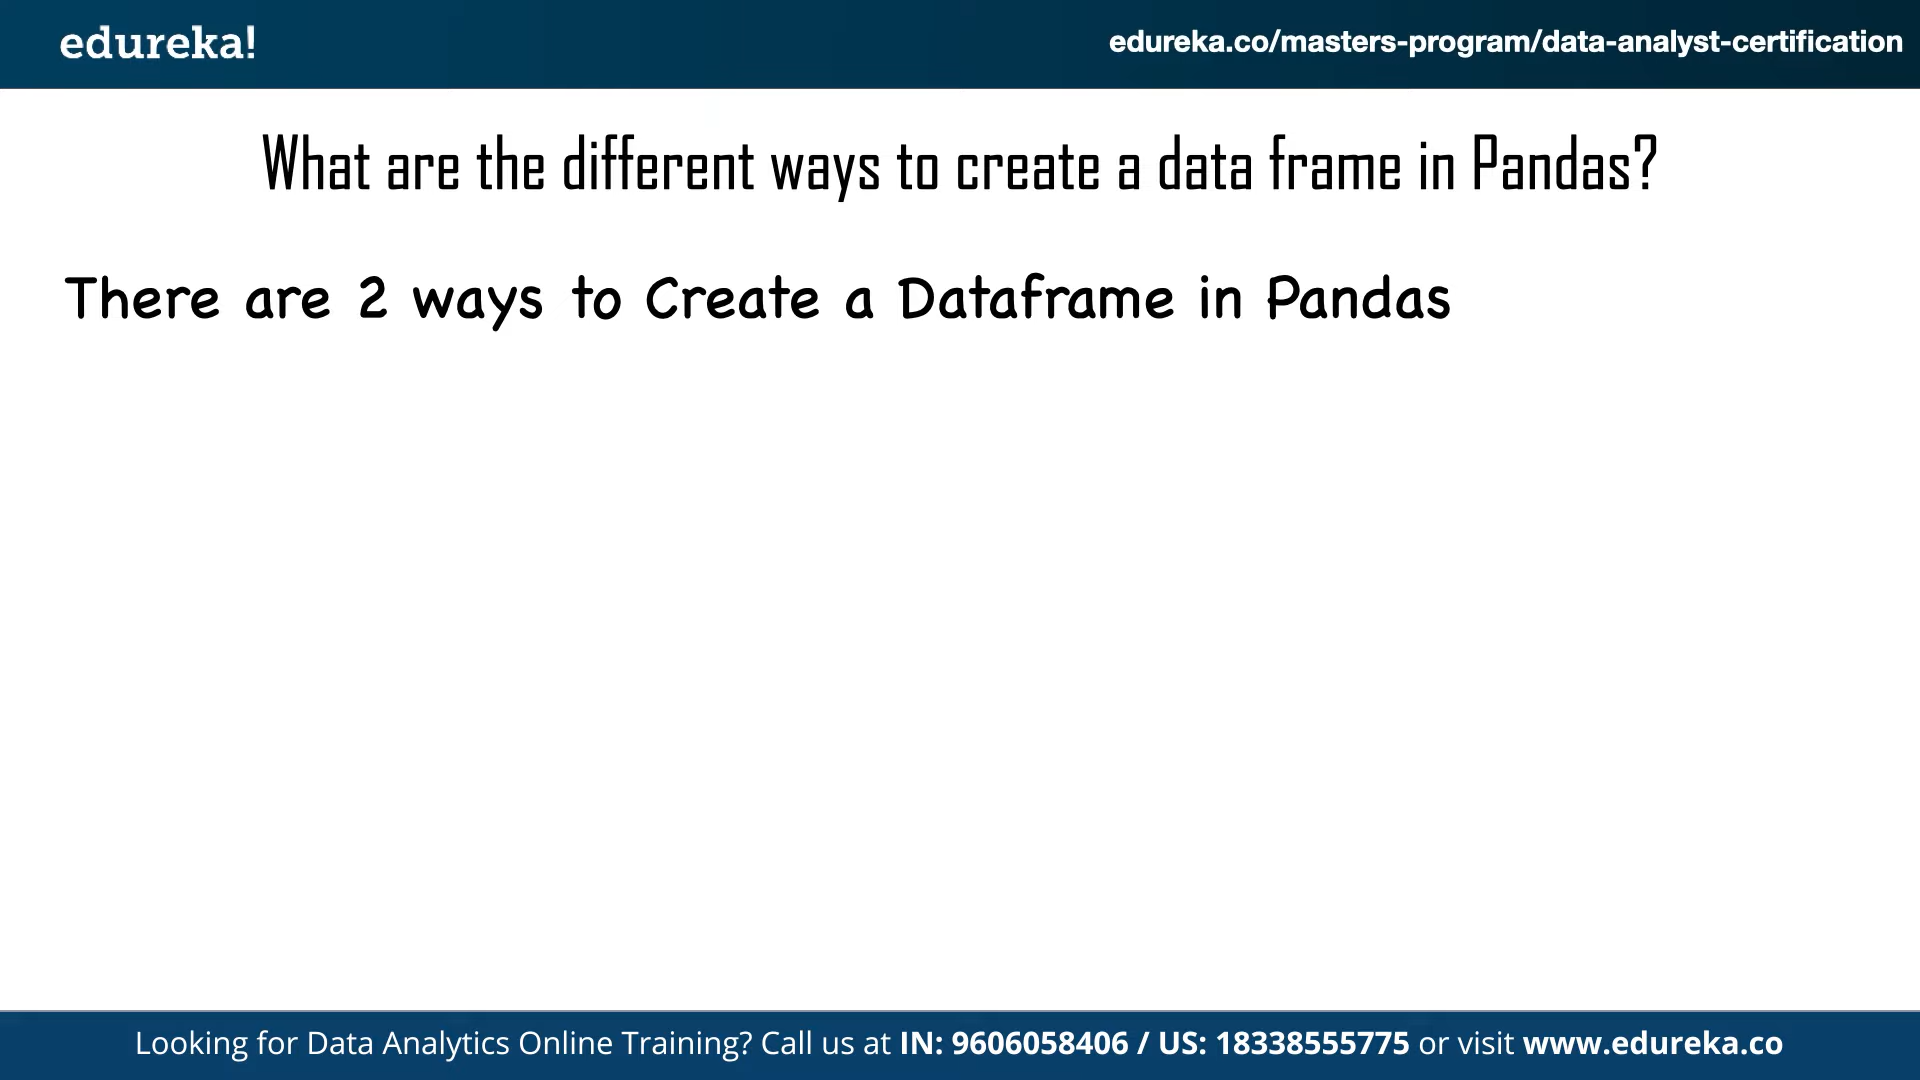 edureka!
edureka.co/masters-program/data-analyst-certification
What are the different ways to create a data frame in Pandas?
There are 2 ways to Create a Dataframe in Pandas
Looking for Data Analytics Online Training? Call us at IN: 9606058406 / US: 18338555775 or visit www.edureka.co